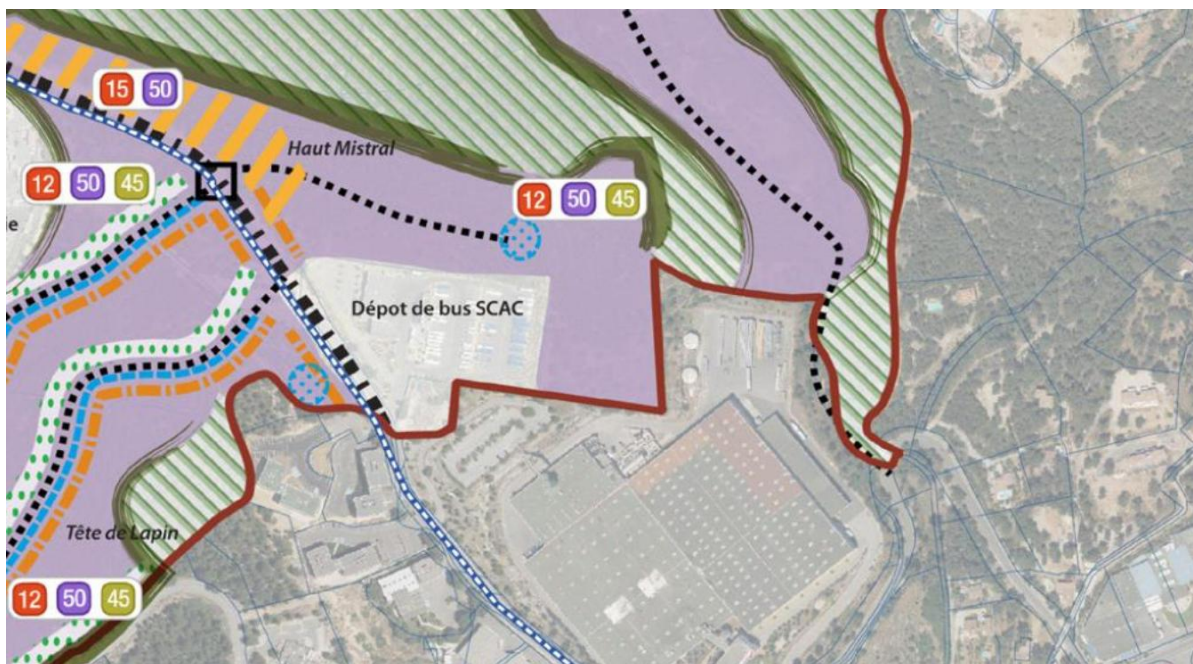 15 50
Haut Mistral
12 50 45
12 50 45
e
Dépot de bus SCAC
Tête de Lapin
12 50 45